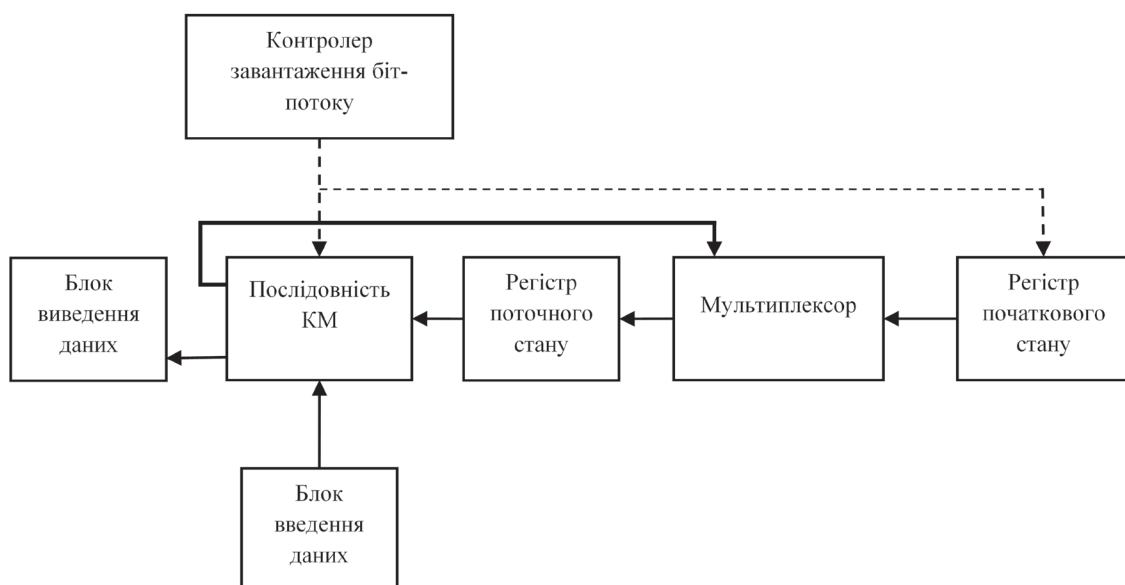 Контролер
завантаження біт-
потоку
Блок
виведення
даних
Послідовність
КМ
Регістр
поточного
стану
Мультиплексор
Регістр
початкового
стану
Блок
введення
даних